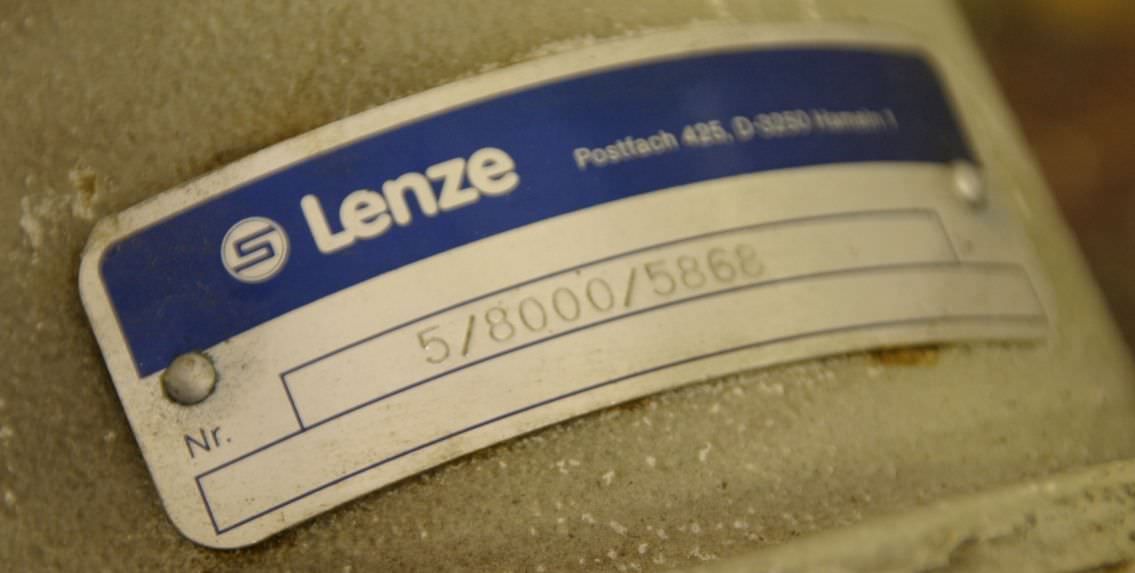 Lenze
Postfach 425, D-3250 Hameln 1
5/8000/5868
Nr.